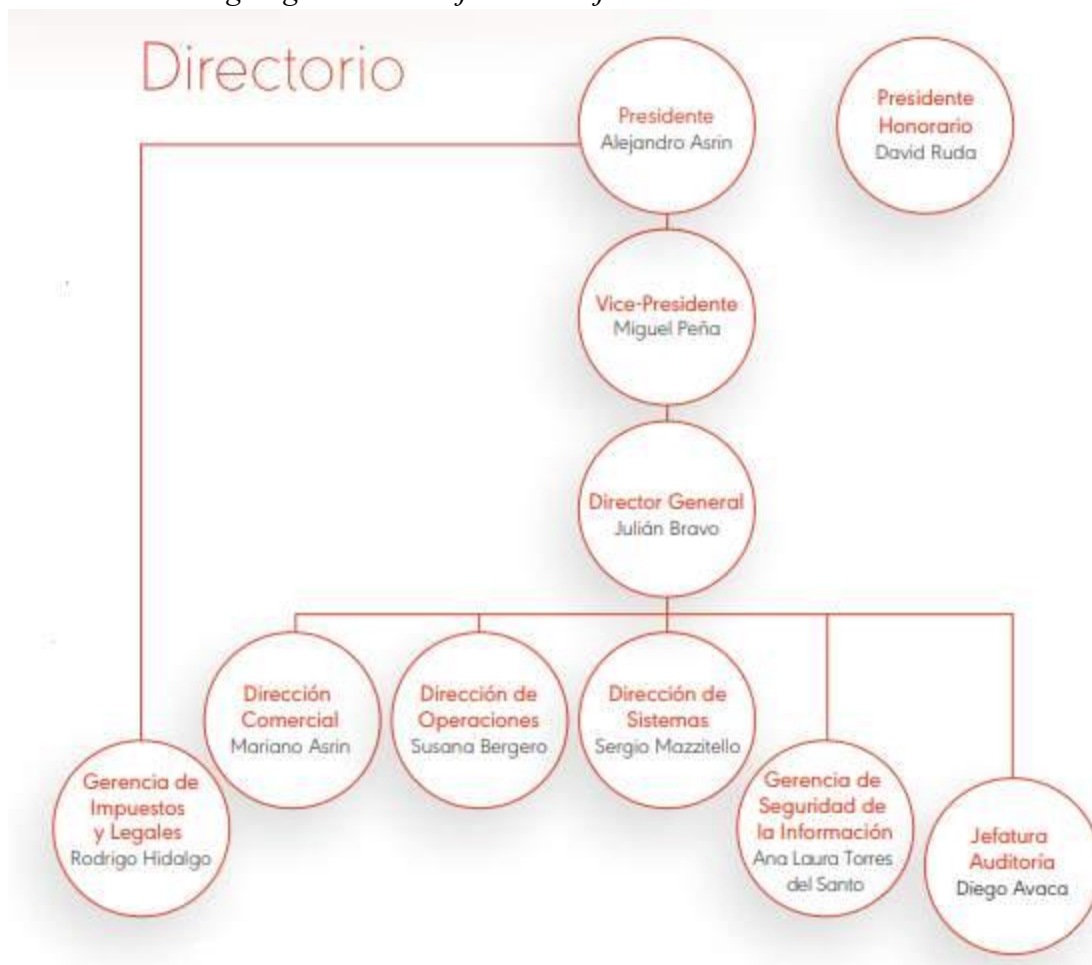 Directorio
Presidente
Alejandro Asrin
Presidente
Honorario
David Ruda
Vice-Presidente
Miguel Peña
Director General
Julián Bravo
Dirección
Comercial
Mariano Asrin
Dirección de
Operaciones
Susana Bergero
Dirección de
Sistemas
Sergio Mazzitello
Gerencia de
Impuestos
y Legales
Rodrigo Hidalgo
Gerencia de
Seguridad de
la Información
Ana Laura Torres
del Santo
Jefatura
Auditoría
Diego Avaca